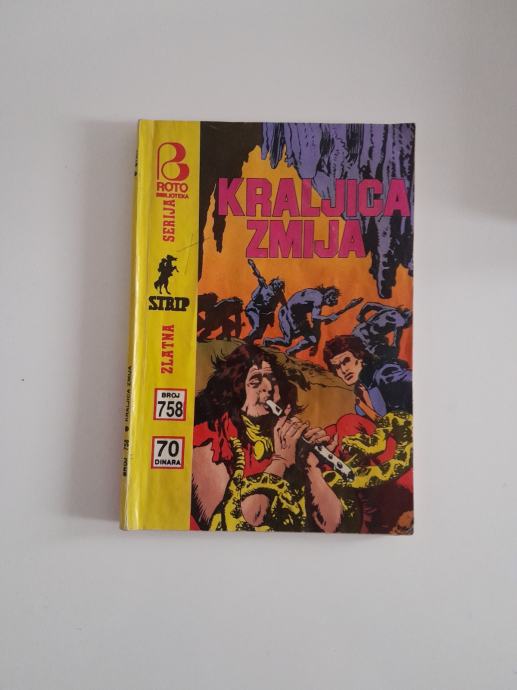 ROTO
BIBLIOTEKA
ZLATNA
STRIP
SERIJA
BROJ
758
70
DINARA
KRALJICA
ZMIJA